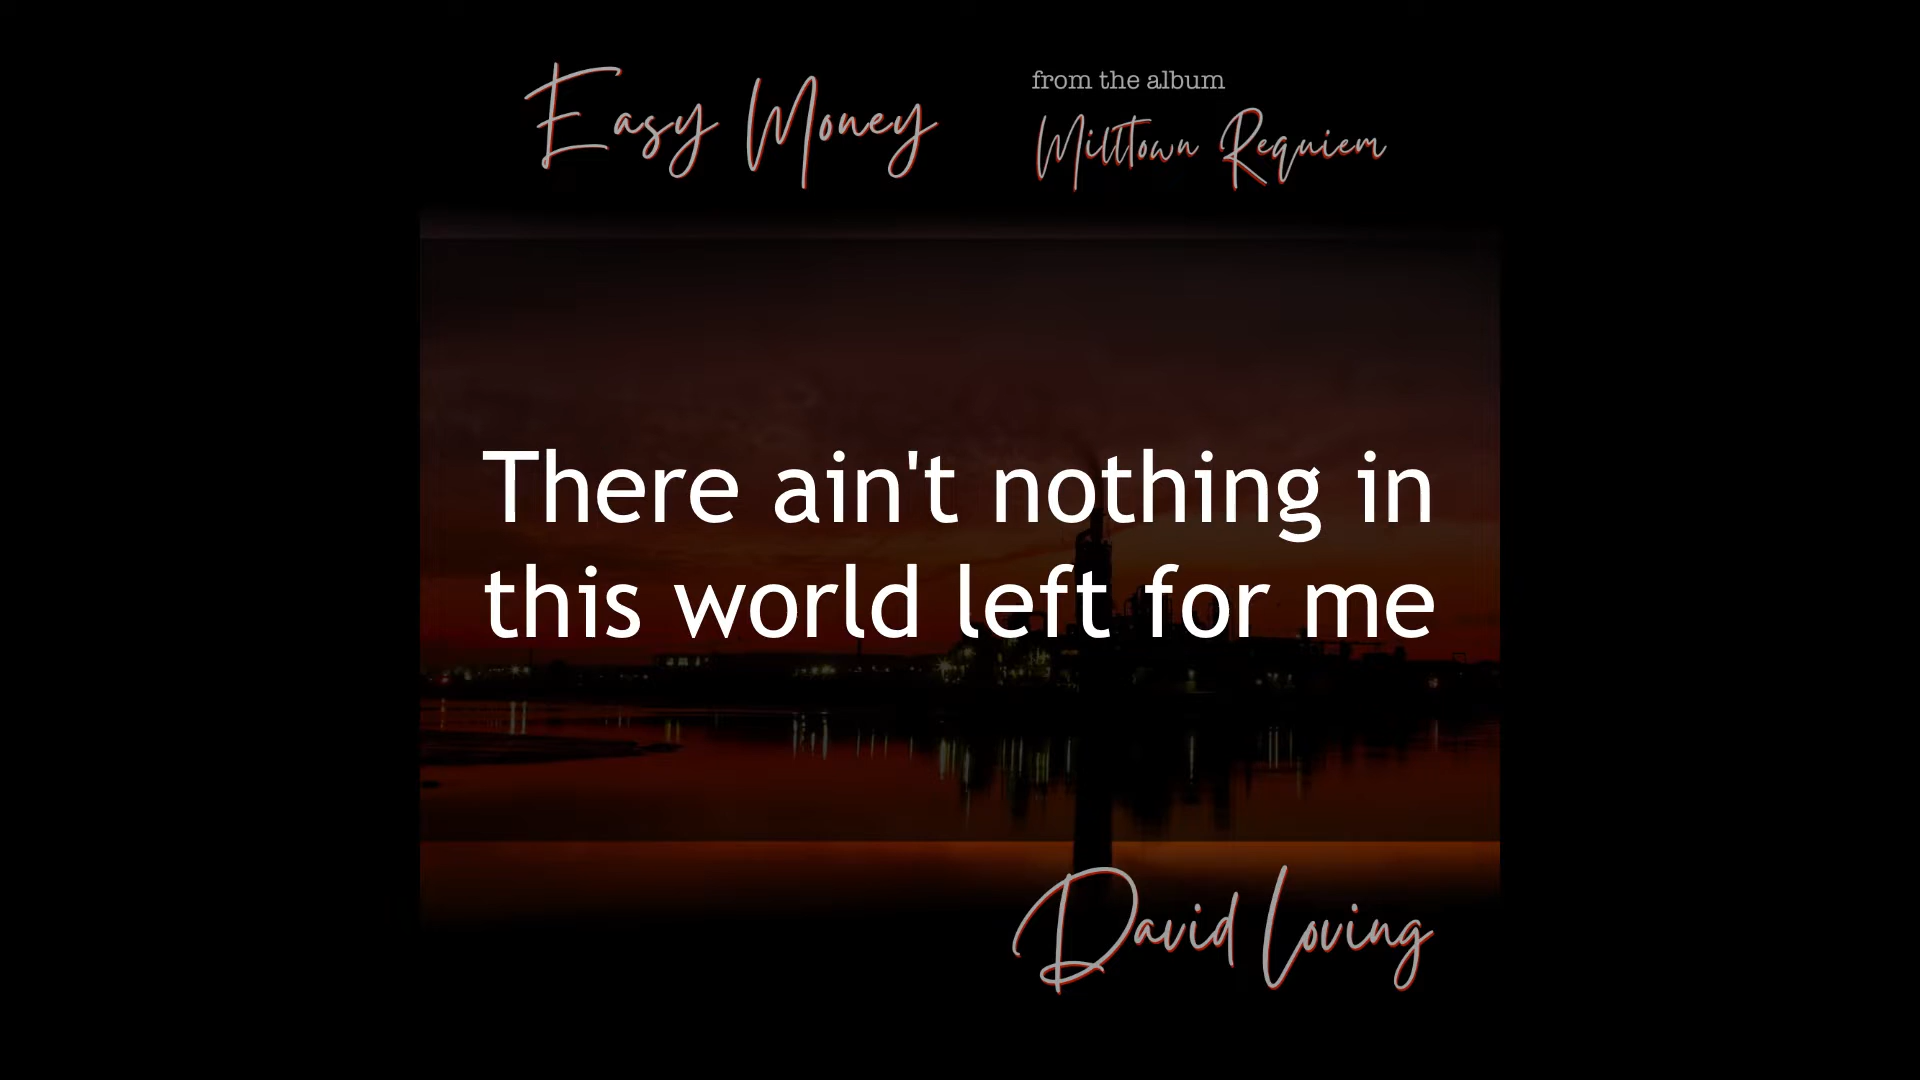 Easy Money
from the album
Milltown Requiem
There ain't nothing in
this world left for me
David Loving